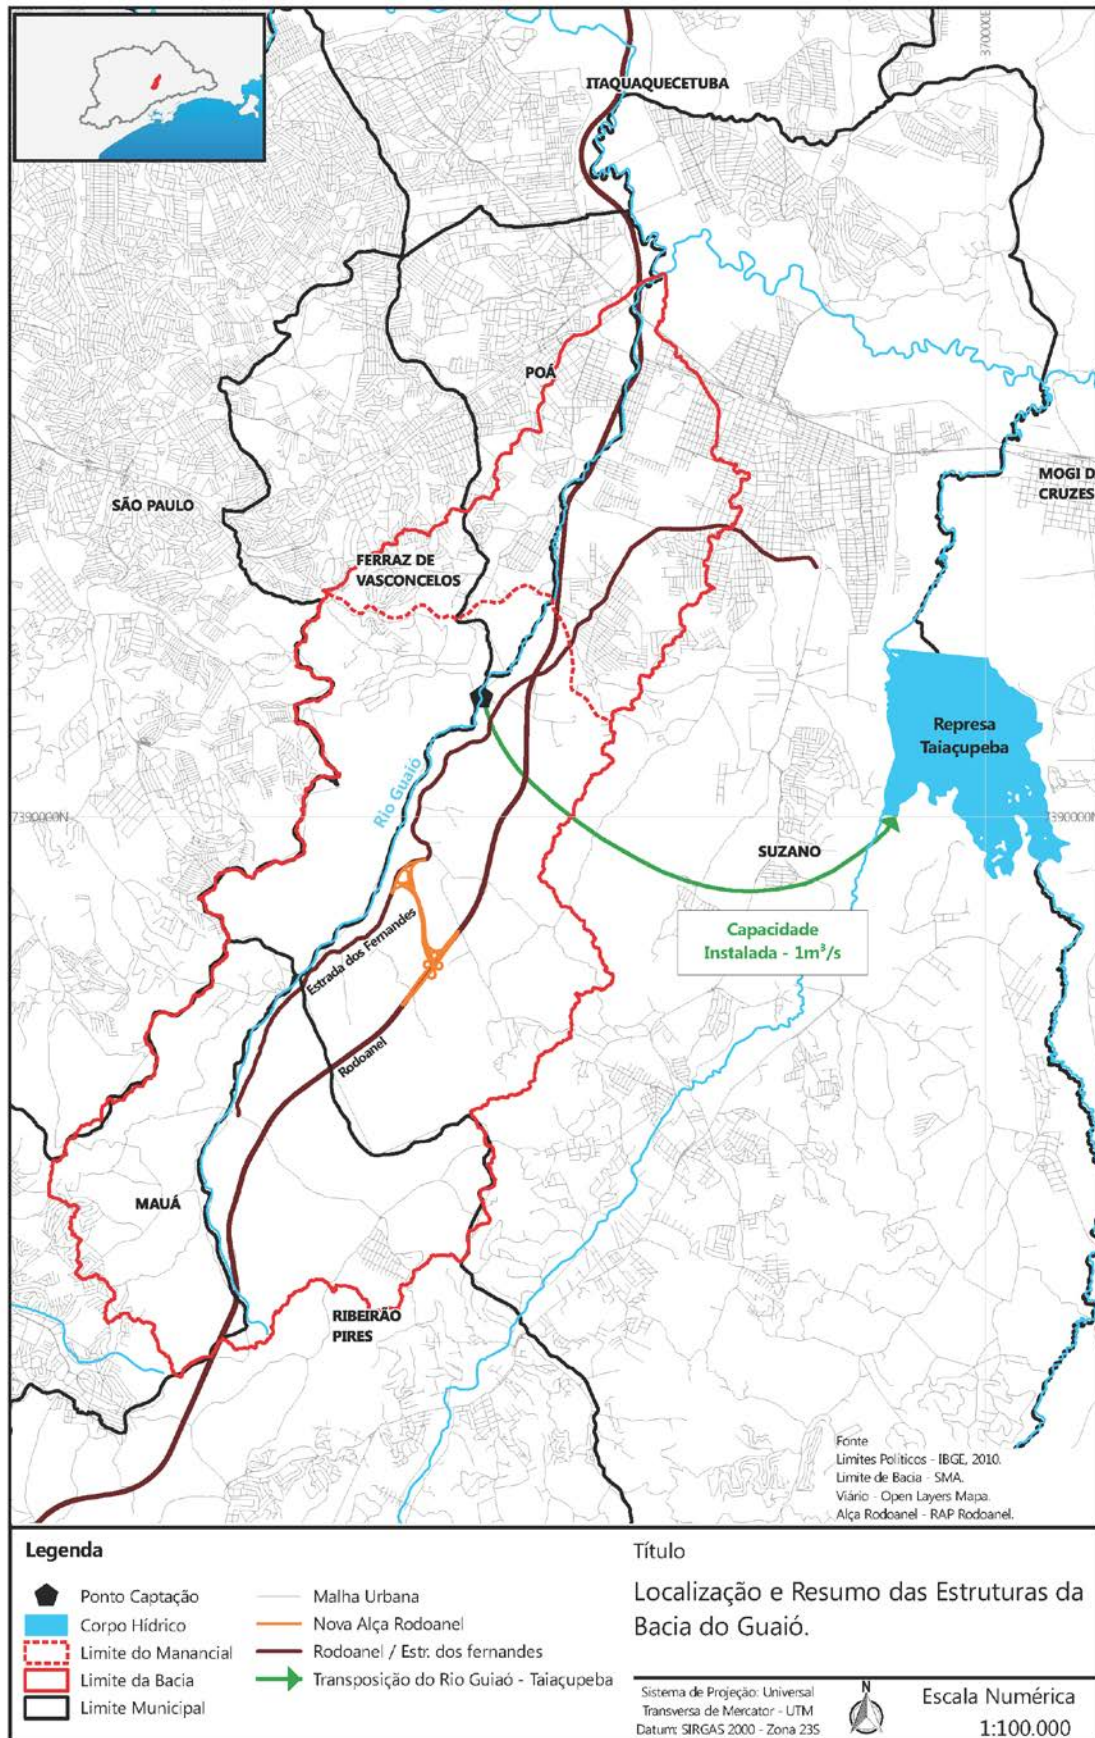 370000E
ITAQUAQUECETUBA
POÁ
SÃO PAULO
MOGI D
CRUZES
FERRAZ DE
VASCONCELOS
Represa
Taiaçupeba
Rio Guaió
7390000N
7390000N
SUZANO
Capacidade
Instalada - 1m³/s
Estrada dos Fernandes
Rodoanel
MAUÁ
RIBEIRÃO
PIRES
Fonte
Limites Políticos - IBGE, 2010.
Limite de Bacia - SMA.
Viário - Open Layers Mapa.
Alça Rodoanel - RAP Rodoanel.
Legenda
Ponto Captação
Corpo Hídrico
Limite do Manancial
Limite da Bacia
Limite Municipal
Malha Urbana
Nova Alça Rodoanel
Rodoanel / Estr. dos fernandes
Transposição do Rio Guiaó - Taiaçupeba
Título
Localização e Resumo das Estruturas da
Bacia do Guaió.
Sistema de Projeção: Universal
Transversa de Mercator - UTM
Datum: SIRGAS 2000 - Zona 23S
N
Escala Numérica
1:100.000